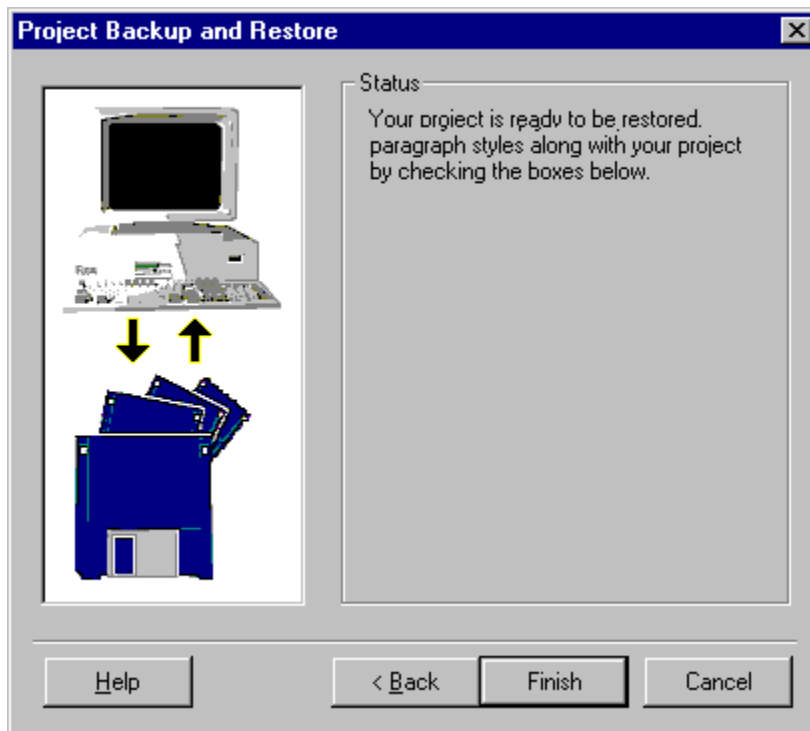 Project Backup and Restore
Status
Your project is ready to be restored.
paragraph styles along with your project
by checking the boxes below.
Help
< Back
Finish
Cancel